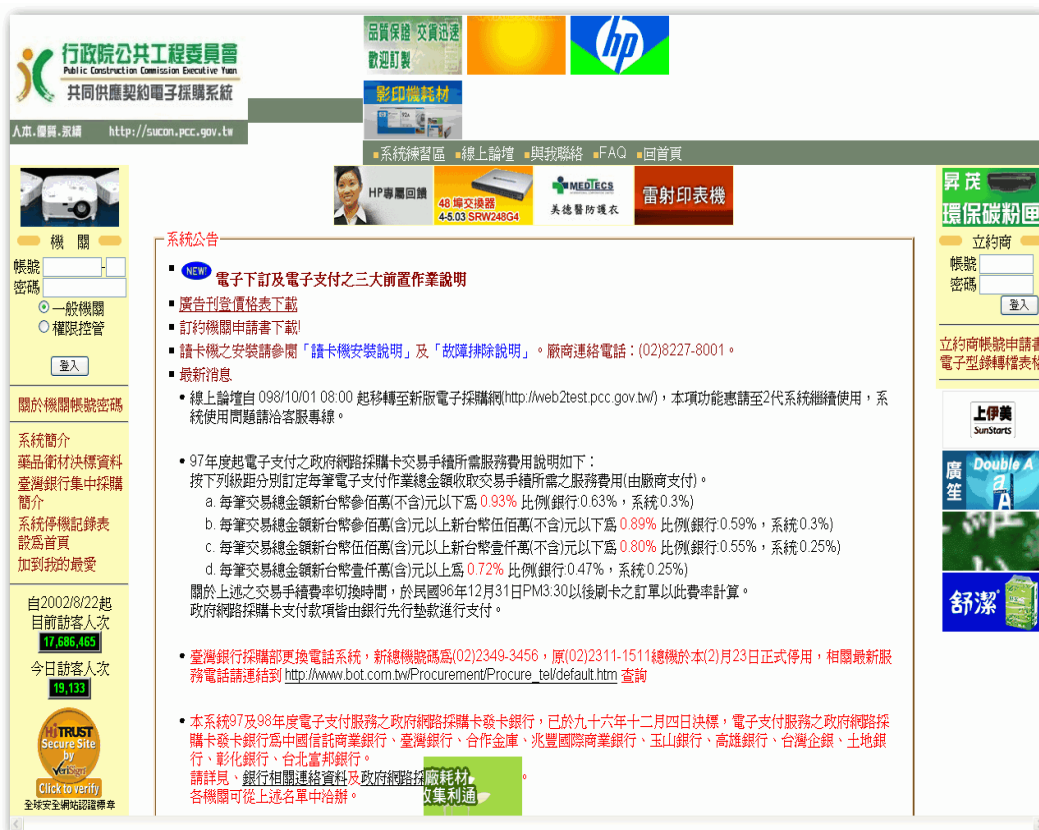 行政院公共工程委員會
Public Construction Commission Executive Yuan
共同供應契約電子採購系統
人本.優質.永續 http://sucon.pcc.gov.tw
品質保證 交貨迅速
歡迎訂製
hp
影印機耗材
系統練習區 線上論壇 與我聯絡 FAQ 回首頁
HP專屬回饋
48 埠交換器
4-5.03 SRW248G4
MEDTECS
美德醫防護衣
雷射印表機
昇茂
環保碳粉匣
機 關
帳號 -
密碼
一般機關
權限控管
登入
關於機關帳號密碼
系統簡介
藥品衛材決標資料
臺灣銀行集中採購
簡介
系統停機記錄表
設為首頁
加到我的最愛
自2002/8/22起
目前訪客人次
17,686,465
今日訪客人次
19,133
HiTRUST
Secure Site
by
VeriSign
Click to verify
全球安全網站認證標章
系統公告
NEW! 電子下訂及電子支付之三大前置作業說明
廣告刊登價格表下載
訂約機關申請書下載!
讀卡機之安裝請參閱「讀卡機安裝說明」及「故障排除說明」。廠商連絡電話：(02)8227-8001。
最新消息
線上論壇自 098/10/01 08:00 起移轉至新版電子採購網(http://web2test.pcc.gov.tw/)，本項功能惠請至2代系統繼續使用，系
統使用問題請洽客服專線。
97年度起電子支付之政府網路採購卡交易手續所需服務費用說明如下：
按下列級距分別訂定每筆電子支付作業總金額收取交易手續所需之服務費用(由廠商支付)。
a. 每筆交易總金額新台幣參佰萬(不含)元以下為 0.93% 比例(銀行:0.63%，系統0.3%)
b. 每筆交易總金額新台幣參佰萬(含)元以上新台幣伍佰萬(不含)元以下為 0.89% 比例(銀行:0.59%，系統:0.3%)
c. 每筆交易總金額新台幣伍佰萬(含)元以上新台幣壹仟萬(不含)元以下為 0.80% 比例(銀行:0.55%，系統:0.25%)
d. 每筆交易總金額新台幣壹仟萬(含)元以上為 0.72% 比例(銀行:0.47%，系統:0.25%)
關於上述之交易手續費率切換時間，於民國96年12月31日PM3:30以後刷卡之訂單以此費率計算。
政府網路採購卡支付款項皆由銀行先行墊款進行支付。
臺灣銀行採購部更換電話系統，新總機號碼為(02)2349-3456，原(02)2311-1511總機於本(2)月23日正式停用，相關最新服
務電話請連結到 http://www.bot.com.tw/Procurement/Procure_tel/default.htm 查詢
本系統97及98年度電子支付服務之政府網路採購卡發卡銀行，已於九十六年十二月四日決標，電子支付服務之政府網路採
購卡發卡銀行為中國信託商業銀行、臺灣銀行、合作金庫、兆豐國際商業銀行、玉山銀行、高雄銀行、台灣企銀、土地銀
行、彰化銀行、台北富邦銀行。
請詳見、銀行相關連絡資料及政府網路採 。
各機關可從上述名單中洽辦。
廠耗材
收集利通
立約商
帳號
密碼
登入
立約商帳號申請書
電子型錄轉檔表格
上伊美
SunStarts
廣笙 Double A
a
A
舒潔